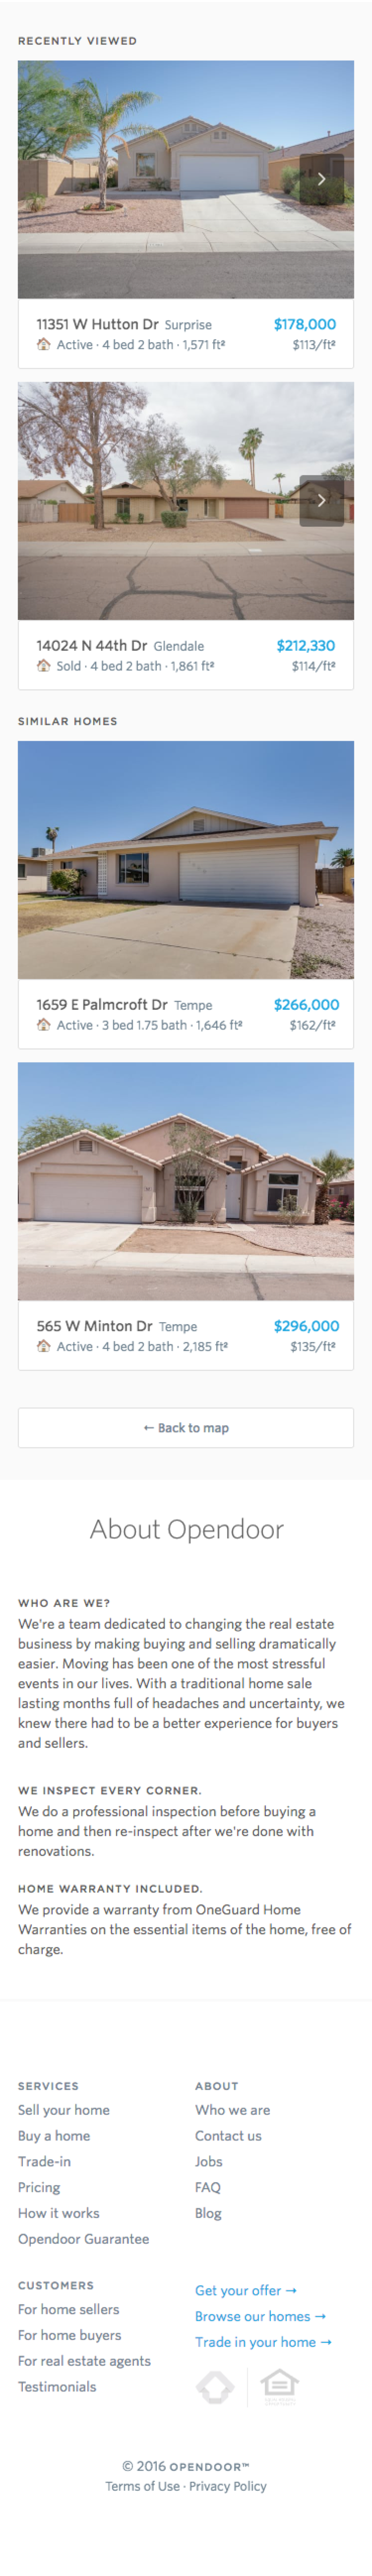 RECENTLY VIEWED
11351 W Hutton Dr Surprise $178,000
Active · 4 bed 2 bath · 1,571 ft² $113/ft²
14024 N 44th Dr Glendale $212,330
Sold · 4 bed 2 bath · 1,861 ft² $114/ft²
SIMILAR HOMES
1659 E Palmcroft Dr Tempe $266,000
Active · 3 bed 1.75 bath · 1,646 ft² $162/ft²
565 W Minton Dr Tempe $296,000
Active · 4 bed 2 bath · 2,185 ft² $135/ft²
← Back to map
About Opendoor
WHO ARE WE?
We're a team dedicated to changing the real estate
business by making buying and selling dramatically
easier. Moving has been one of the most stressful
events in our lives. With a traditional home sale
lasting months full of headaches and uncertainty, we
knew there had to be a better experience for buyers
and sellers.
WE INSPECT EVERY CORNER.
We do a professional inspection before buying a
home and then re-inspect after we're done with
renovations.
HOME WARRANTY INCLUDED.
We provide a warranty from OneGuard Home
Warranties on the essential items of the home, free of
charge.
SERVICES
Sell your home
Buy a home
Trade-in
Pricing
How it works
Opendoor Guarantee
ABOUT
Who we are
Contact us
Jobs
FAQ
Blog
CUSTOMERS
For home sellers
For home buyers
For real estate agents
Testimonials
Get your offer →
Browse our homes →
Trade in your home →
© 2016 OPENDOOR™
Terms of Use · Privacy Policy